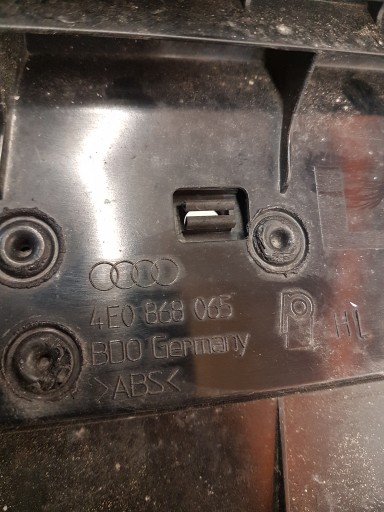 4E0 868 065
BDO Germany
>ABS<
HL